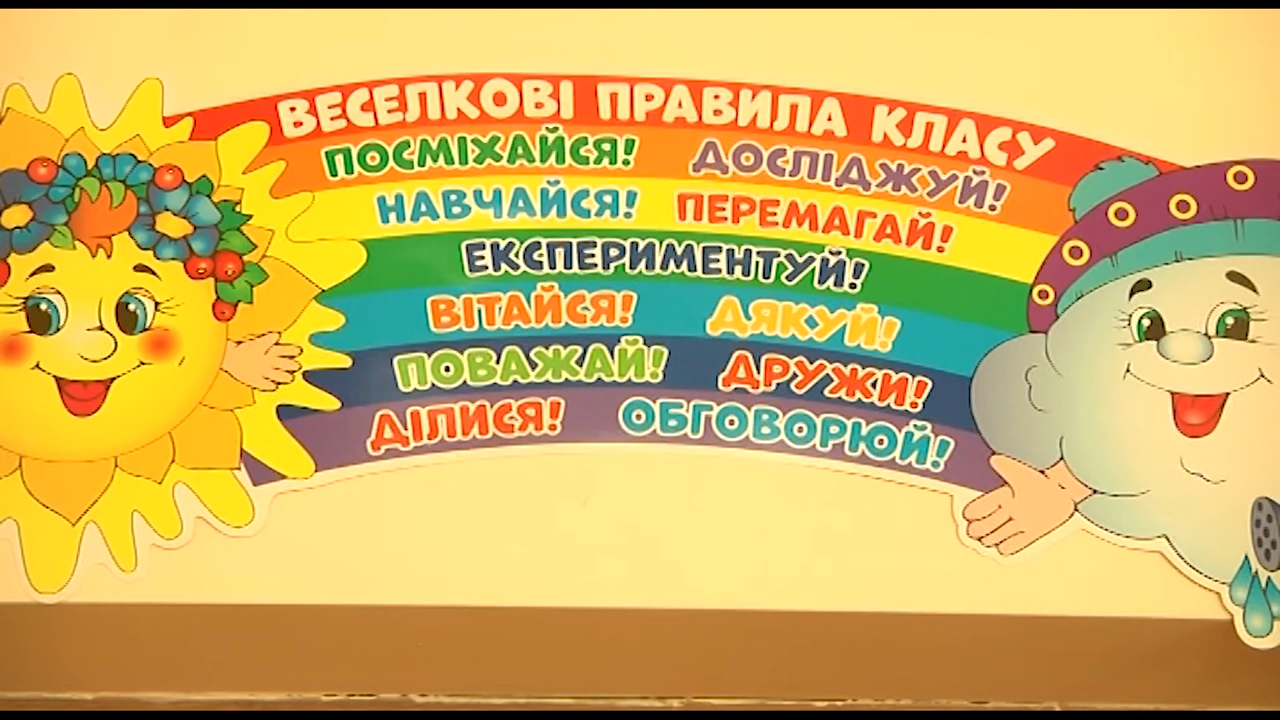 ВЕСЕЛКОВІ ПРАВИЛА КЛАСУ
ПОСМІХАЙСЯ! ДОСЛІДЖУЙ!
НАВЧАЙСЯ! ПЕРЕМАГАЙ!
ЕКСПЕРИМЕНТУЙ!
ВІТАЙСЯ! ДЯКУЙ!
ПОВАЖАЙ! ДРУЖИ!
ДІЛИСЯ! ОБГОВОРЮЙ!